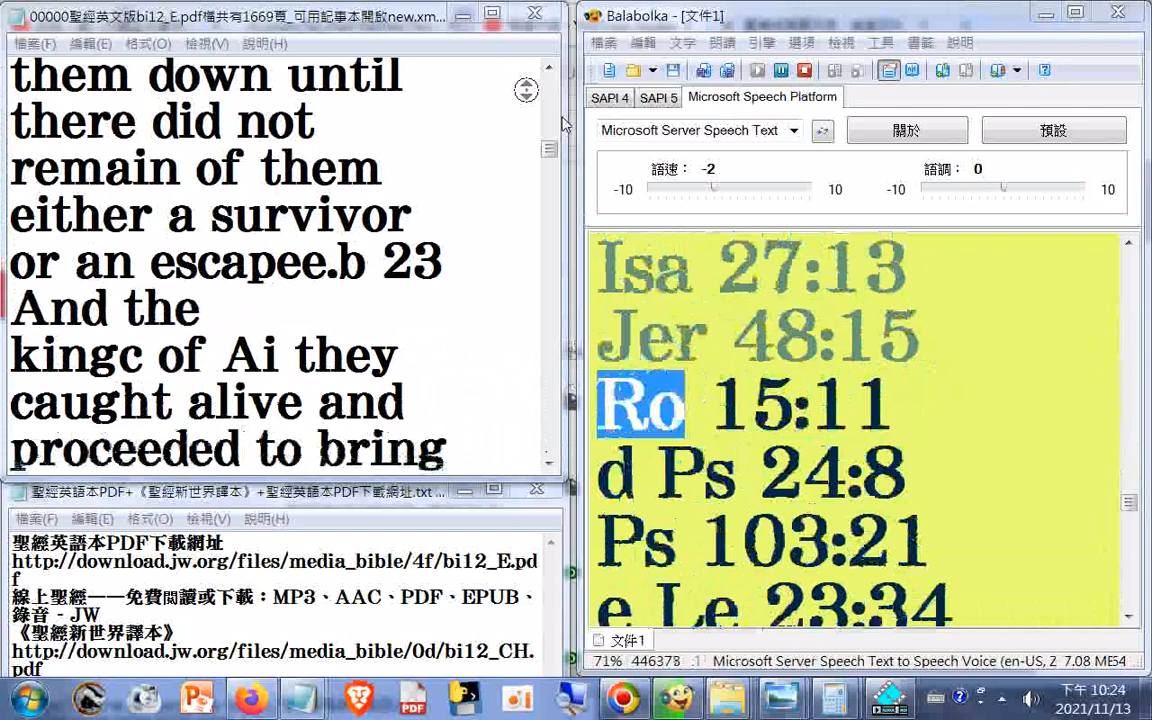 00000聖經英文版bi12_E.pdf檔共有1669頁_可用記事本開啟new.xm...
檔案(F) 編輯(E) 格式(O) 檢視(V) 說明(H)
them down until
there did not
remain of them
either a survivor
or an escapee.b 23
And the
kingc of Ai they
caught alive and
proceeded to bring
聖經英語本PDF+《聖經新世界譯本》+聖經英語本PDF下載網址.txt ...
檔案(F) 編輯(E) 格式(O) 檢視(V) 說明(H)
聖經英語本PDF下載網址
http://download.jw.org/files/media_bible/4f/bi12_E.pd
f
線上聖經——免費閱讀或下載：MP3、AAC、PDF、EPUB、
錄音 - JW
《聖經新世界譯本》
http://download.jw.org/files/media_bible/0d/bi12_CH.
pdf
Balabolka - [文件1]
檔案 編輯 文字 朗讀 引擎 選項 檢視 工具 書籤 說明
SAPI 4 SAPI 5 Microsoft Speech Platform
Microsoft Server Speech Text 關於 預設
語速： -2 語調： 0
-10 10 -10 10
Isa 27:13
Jer 48:15
Ro 15:11
d Ps 24:8
Ps 103:21
e Le 23:34
文件1
71% 446373 :1 Microsoft Server Speech Text to Speech Voice (en-US, Z 7.08 ME54
PDF
下午 10:24
2021/11/13